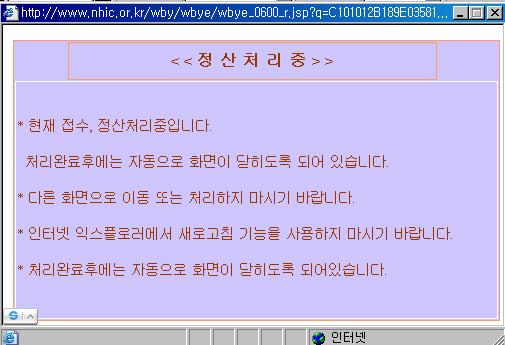 http://www.nhic.or.kr/wby/wbye/wbye_0600_r.jsp?q=C101012B189E03581...
<<정 산 처 리 중>>
* 현재 접수, 정산처리중입니다.
처리완료후에는 자동으로 화면이 닫히도록 되어 있습니다.
* 다른 화면으로 이동 또는 처리하지 마시기 바랍니다.
* 인터넷 익스플로러에서 새로고침 기능을 사용하지 마시기 바랍니다.
* 처리완료후에는 자동으로 화면이 닫히도록 되어있습니다.
인터넷